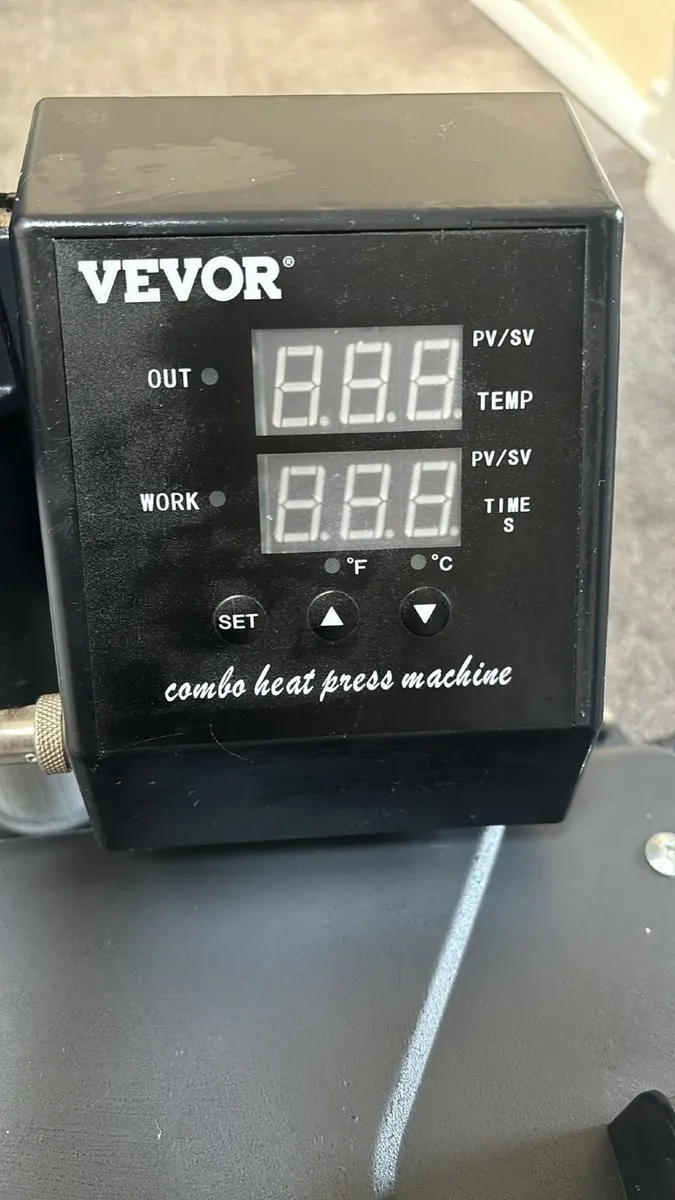 VEVOR®
PV/SV
OUT
TEMP
PV/SV
WORK
TIME
S
°F
°C
SET
combo heat press machine